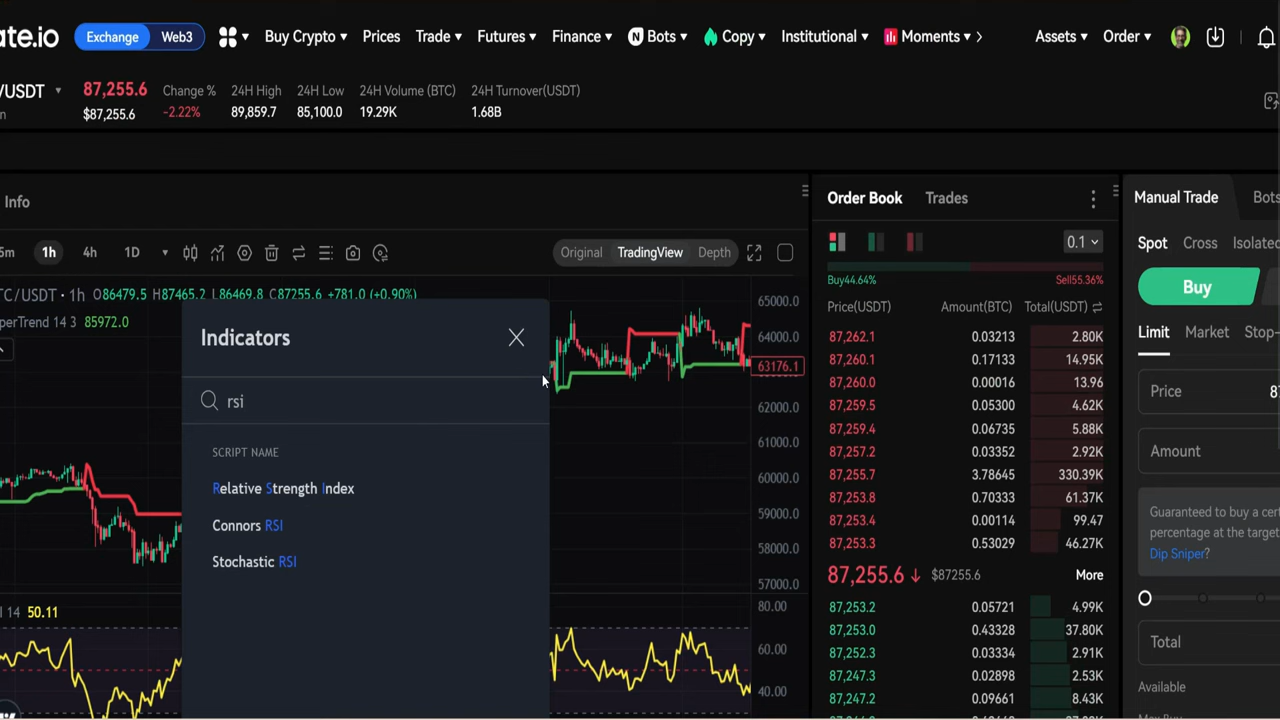 ate.io Exchange Web3 Buy Crypto Prices Trade Futures Finance Bots Copy Institutional Moments Assets Order
/USDT 87,255.6 Change % 24H High 24H Low 24H Volume (BTC) 24H Turnover(USDT)
$87,255.6 -2.22% 89,859.7 85,100.0 19.29K 1.68B
Info
5m 1h 4h 1D Original TradingView Depth
TC/USDT · 1h O86479.5 H87465.2 L86469.8 C87255.6 +781.0 (+0.90%)
perTrend 14 3 85972.0
Indicators
rsi
SCRIPT NAME
Relative Strength Index
Connors RSI
Stochastic RSI
65000.0
64000.0
63176.1
62000.0
61000.0
60000.0
59000.0
58000.0
57000.0
I 14 50.11
80.00
60.00
40.00
Order Book Trades
0.1
Buy44.64% Sell55.36%
Price(USDT) Amount(BTC) Total(USDT)
87,262.1 0.03213 2.80K
87,260.1 0.17133 14.95K
87,260.0 0.00016 13.96
87,259.5 0.05300 4.62K
87,259.4 0.06735 5.88K
87,257.2 0.03352 2.92K
87,255.7 3.78645 330.39K
87,253.8 0.70333 61.37K
87,253.4 0.00114 99.47
87,253.3 0.53029 46.27K
87,255.6 ↓ $87255.6 More
87,253.2 0.05721 4.99K
87,253.0 0.43328 37.80K
87,252.3 0.03334 2.91K
87,247.3 0.02898 2.53K
87,247.2 0.09661 8.43K
Manual Trade Bots
Spot Cross Isolated
Buy
Limit Market Stop-
Price 87
Amount
Guaranteed to buy a cert
percentage at the target
Dip Sniper?
Total
Available